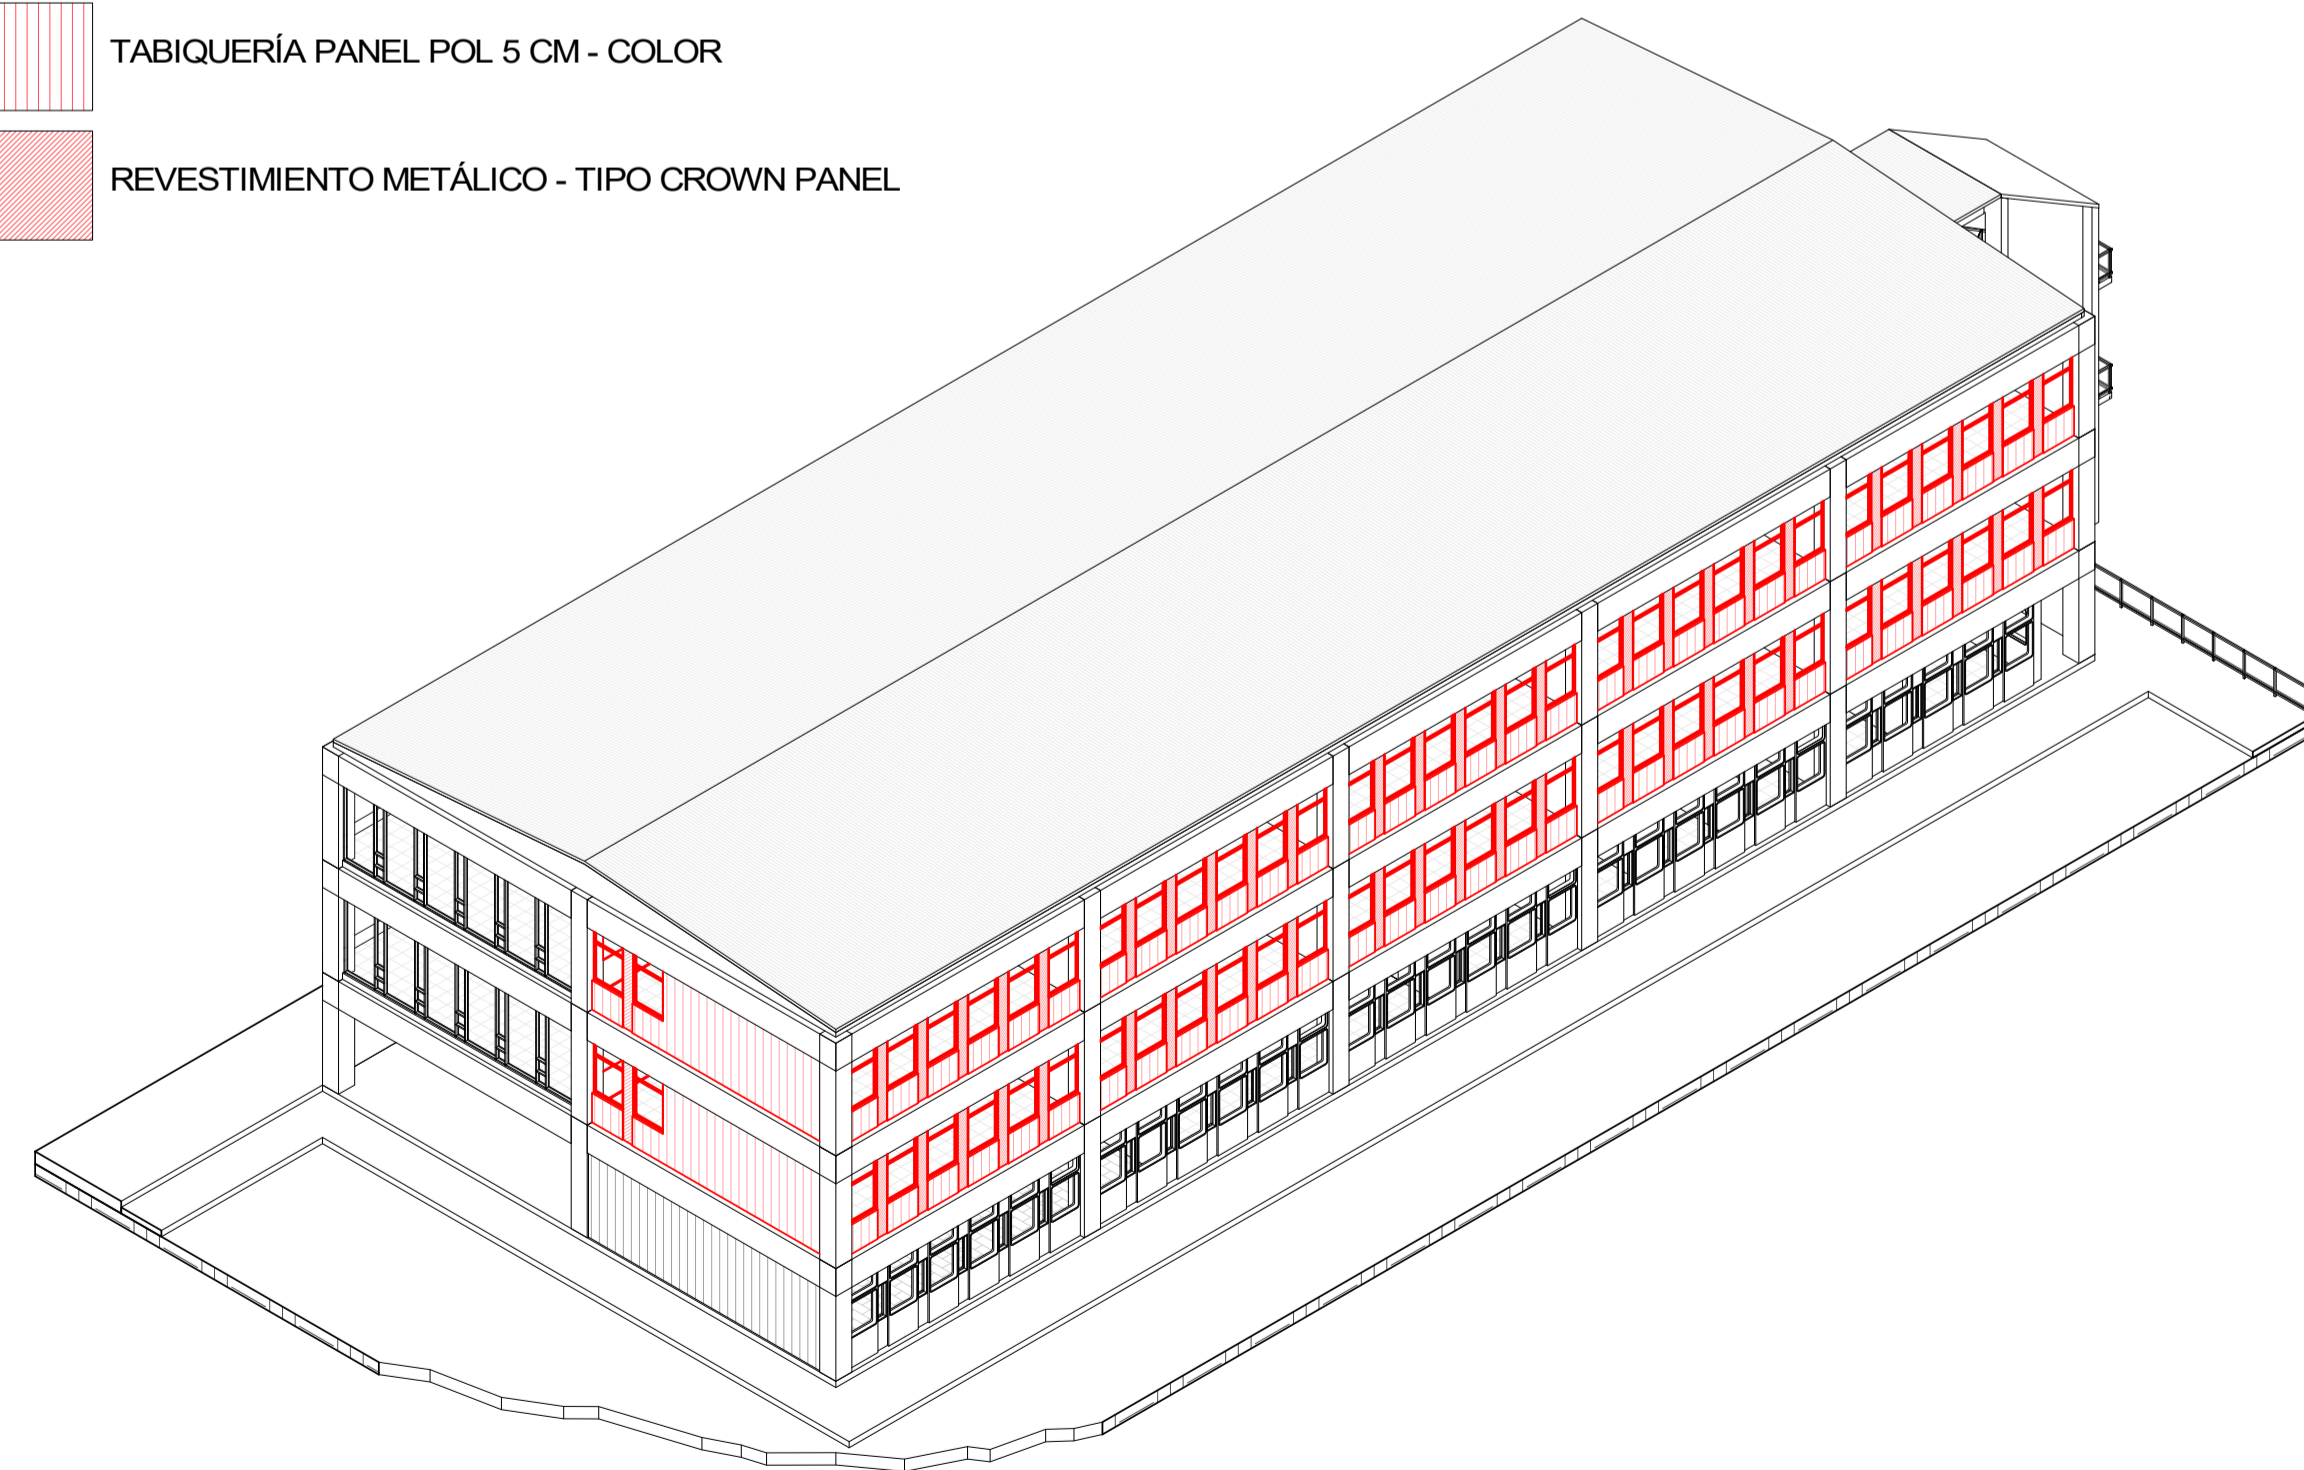 TABIQUERÍA PANEL POL 5 CM - COLOR
REVESTIMIENTO METÁLICO - TIPO CROWN PANEL